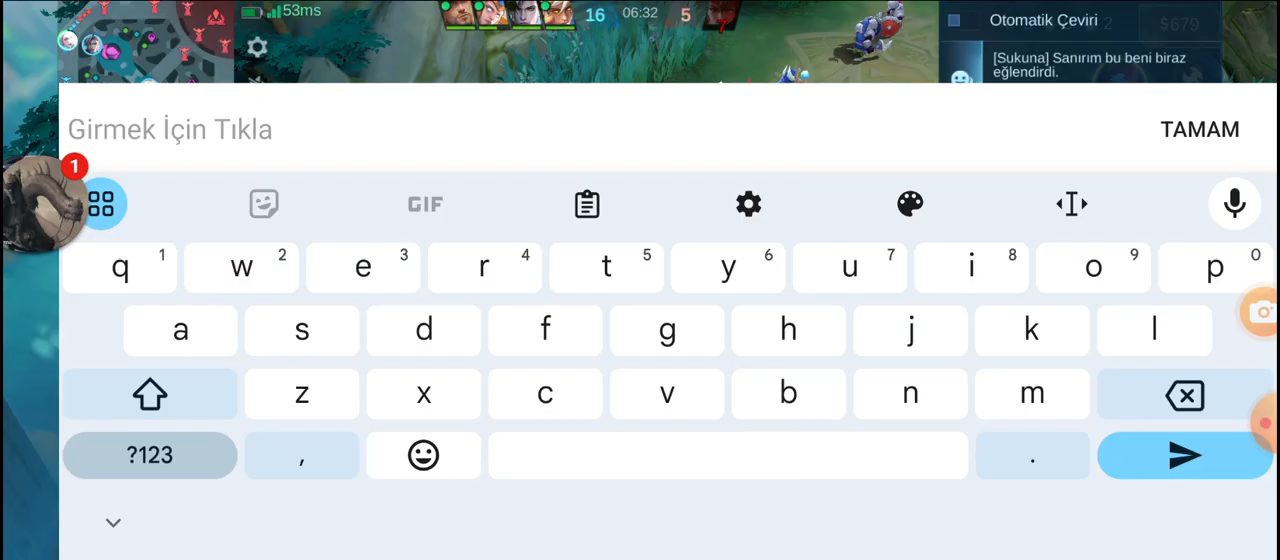 53ms
16 06:32 5
7
Otomatik Çeviri
$679
[Sukuna] Sanırım bu beni biraz
eğlendirdi.
Girmek İçin Tıkla
TAMAM
1
GIF
q 1 w 2 e 3 r 4 t 5 y 6 u 7 i 8 o 9 p 0
a s d f g h j k l
z x c v b n m
?123 , .